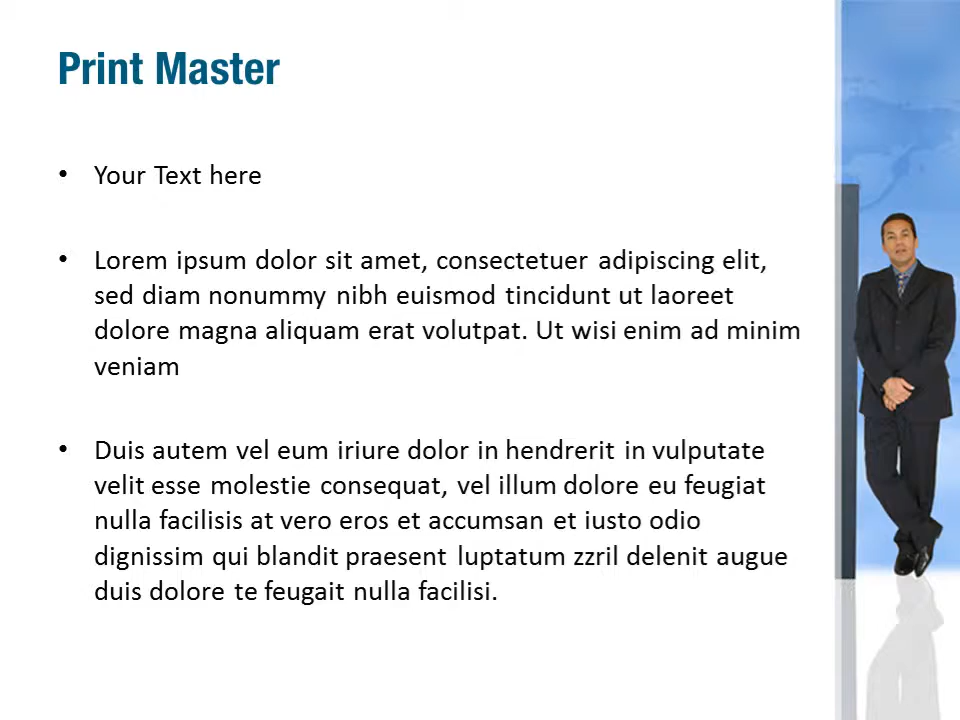 Print Master
• Your Text here
• Lorem ipsum dolor sit amet, consectetuer adipiscing elit,
sed diam nonummy nibh euismod tincidunt ut laoreet
dolore magna aliquam erat volutpat. Ut wisi enim ad minim
veniam
• Duis autem vel eum iriure dolor in hendrerit in vulputate
velit esse molestie consequat, vel illum dolore eu feugiat
nulla facilisis at vero eros et accumsan et iusto odio
dignissim qui blandit praesent luptatum zzril delenit augue
duis dolore te feugait nulla facilisi.